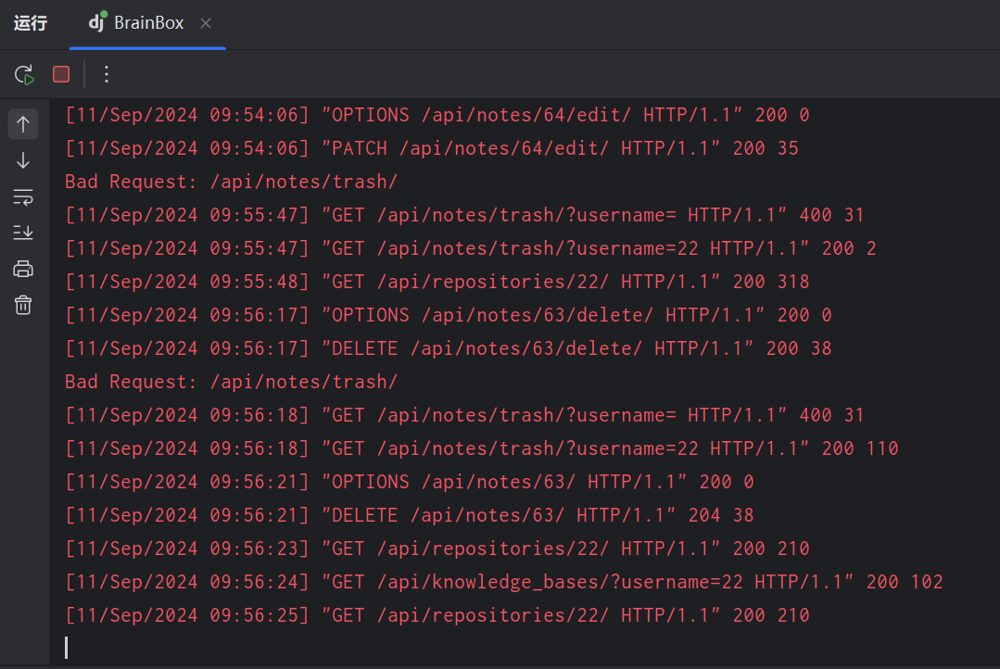 运行 dj BrainBox
[11/Sep/2024 09:54:06] "OPTIONS /api/notes/64/edit/ HTTP/1.1" 200 0
[11/Sep/2024 09:54:06] "PATCH /api/notes/64/edit/ HTTP/1.1" 200 35
Bad Request: /api/notes/trash/
[11/Sep/2024 09:55:47] "GET /api/notes/trash/?username= HTTP/1.1" 400 31
[11/Sep/2024 09:55:47] "GET /api/notes/trash/?username=22 HTTP/1.1" 200 2
[11/Sep/2024 09:55:48] "GET /api/repositories/22/ HTTP/1.1" 200 318
[11/Sep/2024 09:56:17] "OPTIONS /api/notes/63/delete/ HTTP/1.1" 200 0
[11/Sep/2024 09:56:17] "DELETE /api/notes/63/delete/ HTTP/1.1" 200 38
Bad Request: /api/notes/trash/
[11/Sep/2024 09:56:18] "GET /api/notes/trash/?username= HTTP/1.1" 400 31
[11/Sep/2024 09:56:18] "GET /api/notes/trash/?username=22 HTTP/1.1" 200 110
[11/Sep/2024 09:56:21] "OPTIONS /api/notes/63/ HTTP/1.1" 200 0
[11/Sep/2024 09:56:21] "DELETE /api/notes/63/ HTTP/1.1" 204 38
[11/Sep/2024 09:56:23] "GET /api/repositories/22/ HTTP/1.1" 200 210
[11/Sep/2024 09:56:24] "GET /api/knowledge_bases/?username=22 HTTP/1.1" 200 102
[11/Sep/2024 09:56:25] "GET /api/repositories/22/ HTTP/1.1" 200 210